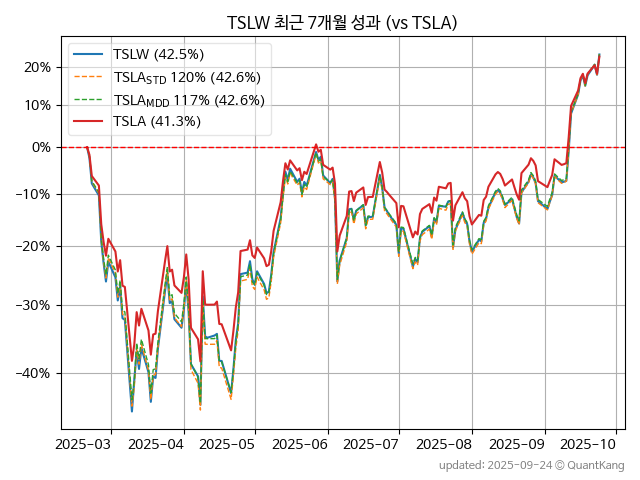 TSLW 최근 7개월 성과 (vs TSLA)
TSLW (42.5%)
TSLA_STD 120% (42.6%)
TSLA_MDD 117% (42.6%)
TSLA (41.3%)
20%
10%
0%
−10%
−20%
−30%
−40%
2025-03 2025-04 2025-05 2025-06 2025-07 2025-08 2025-09 2025-10
updated: 2025-09-24 © QuantKang